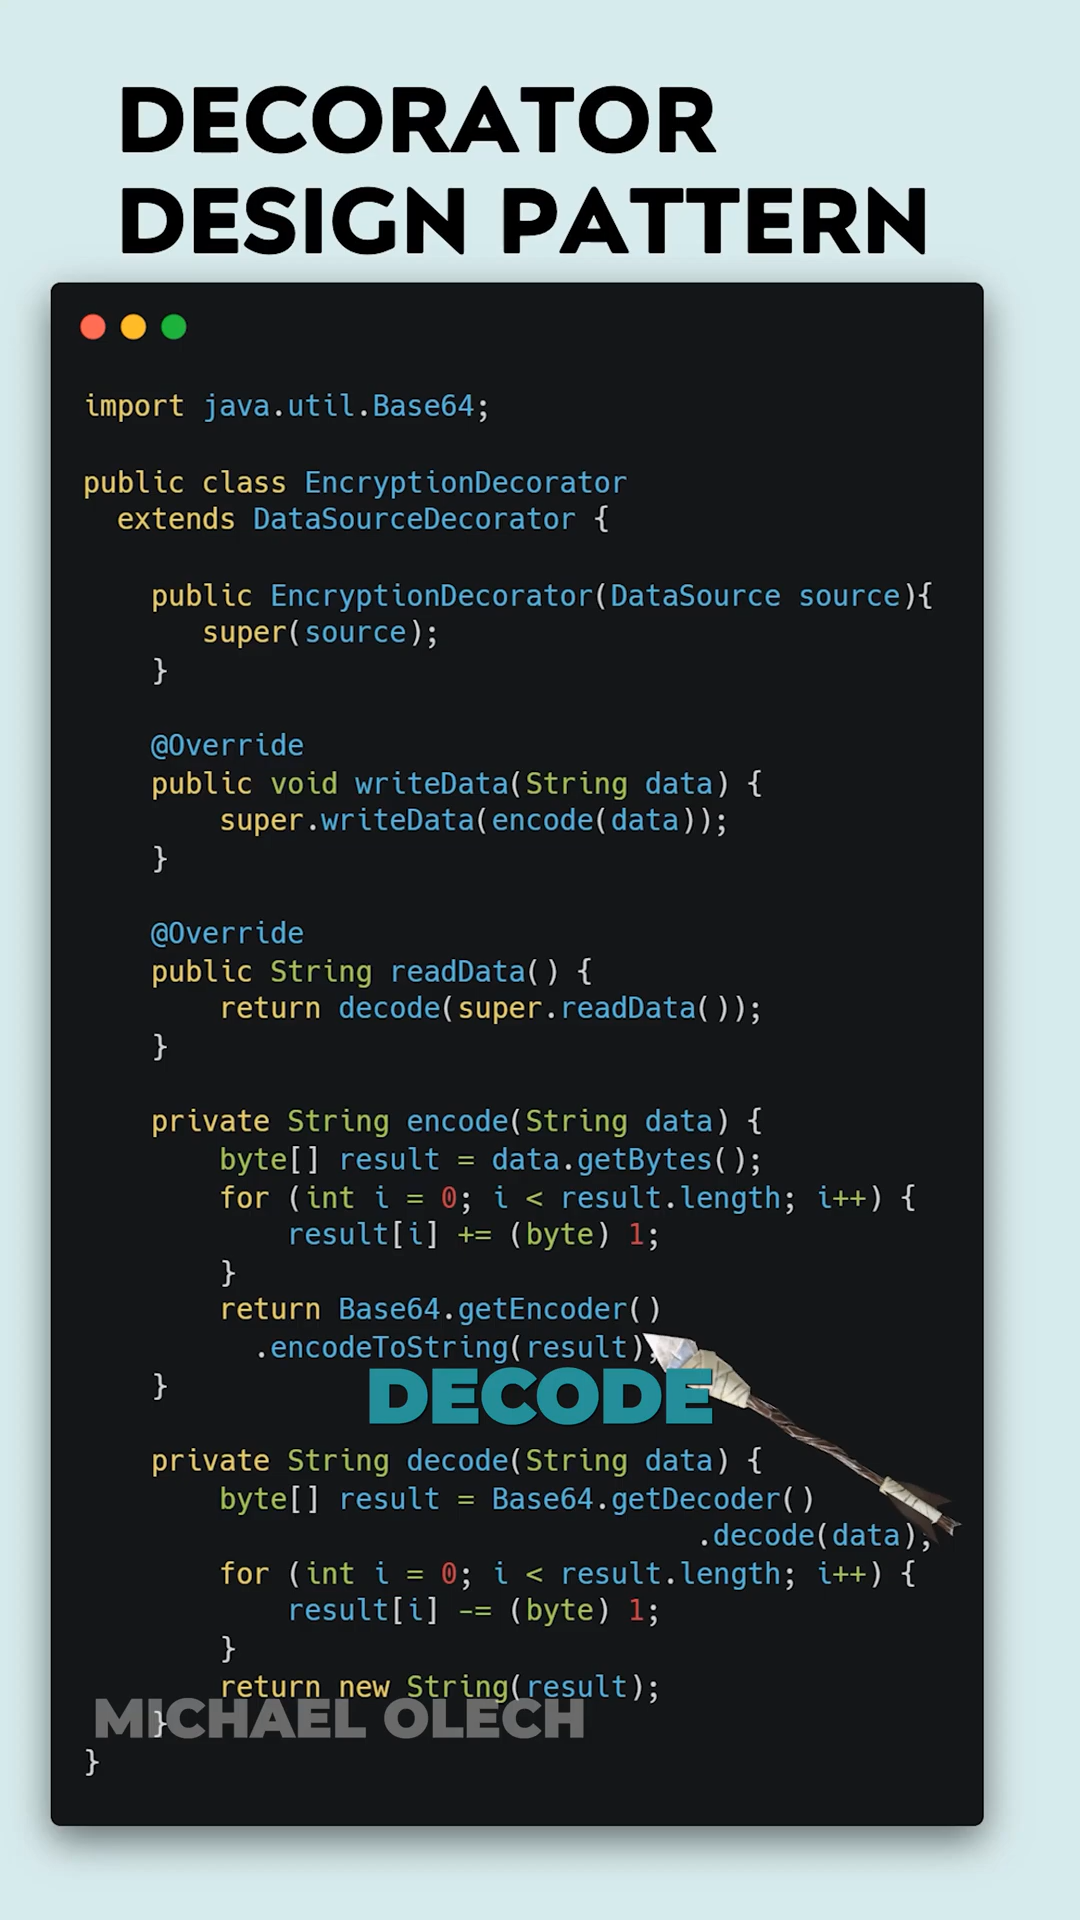 DECORATOR
DESIGN PATTERN
import java.util.Base64;
public class EncryptionDecorator
extends DataSourceDecorator {
public EncryptionDecorator(DataSource source){
super(source);
}
@Override
public void writeData(String data) {
super.writeData(encode(data));
}
@Override
public String readData() {
return decode(super.readData());
}
private String encode(String data) {
byte[] result = data.getBytes();
for (int i = 0; i < result.length; i++) {
result[i] += (byte) 1;
}
return Base64.getEncoder()
.encodeToString(result);
}
DECODE
private String decode(String data) {
byte[] result = Base64.getDecoder()
.decode(data);
for (int i = 0; i < result.length; i++) {
result[i] -= (byte) 1;
}
return new String(result);
}
MICHAEL OLECH
}